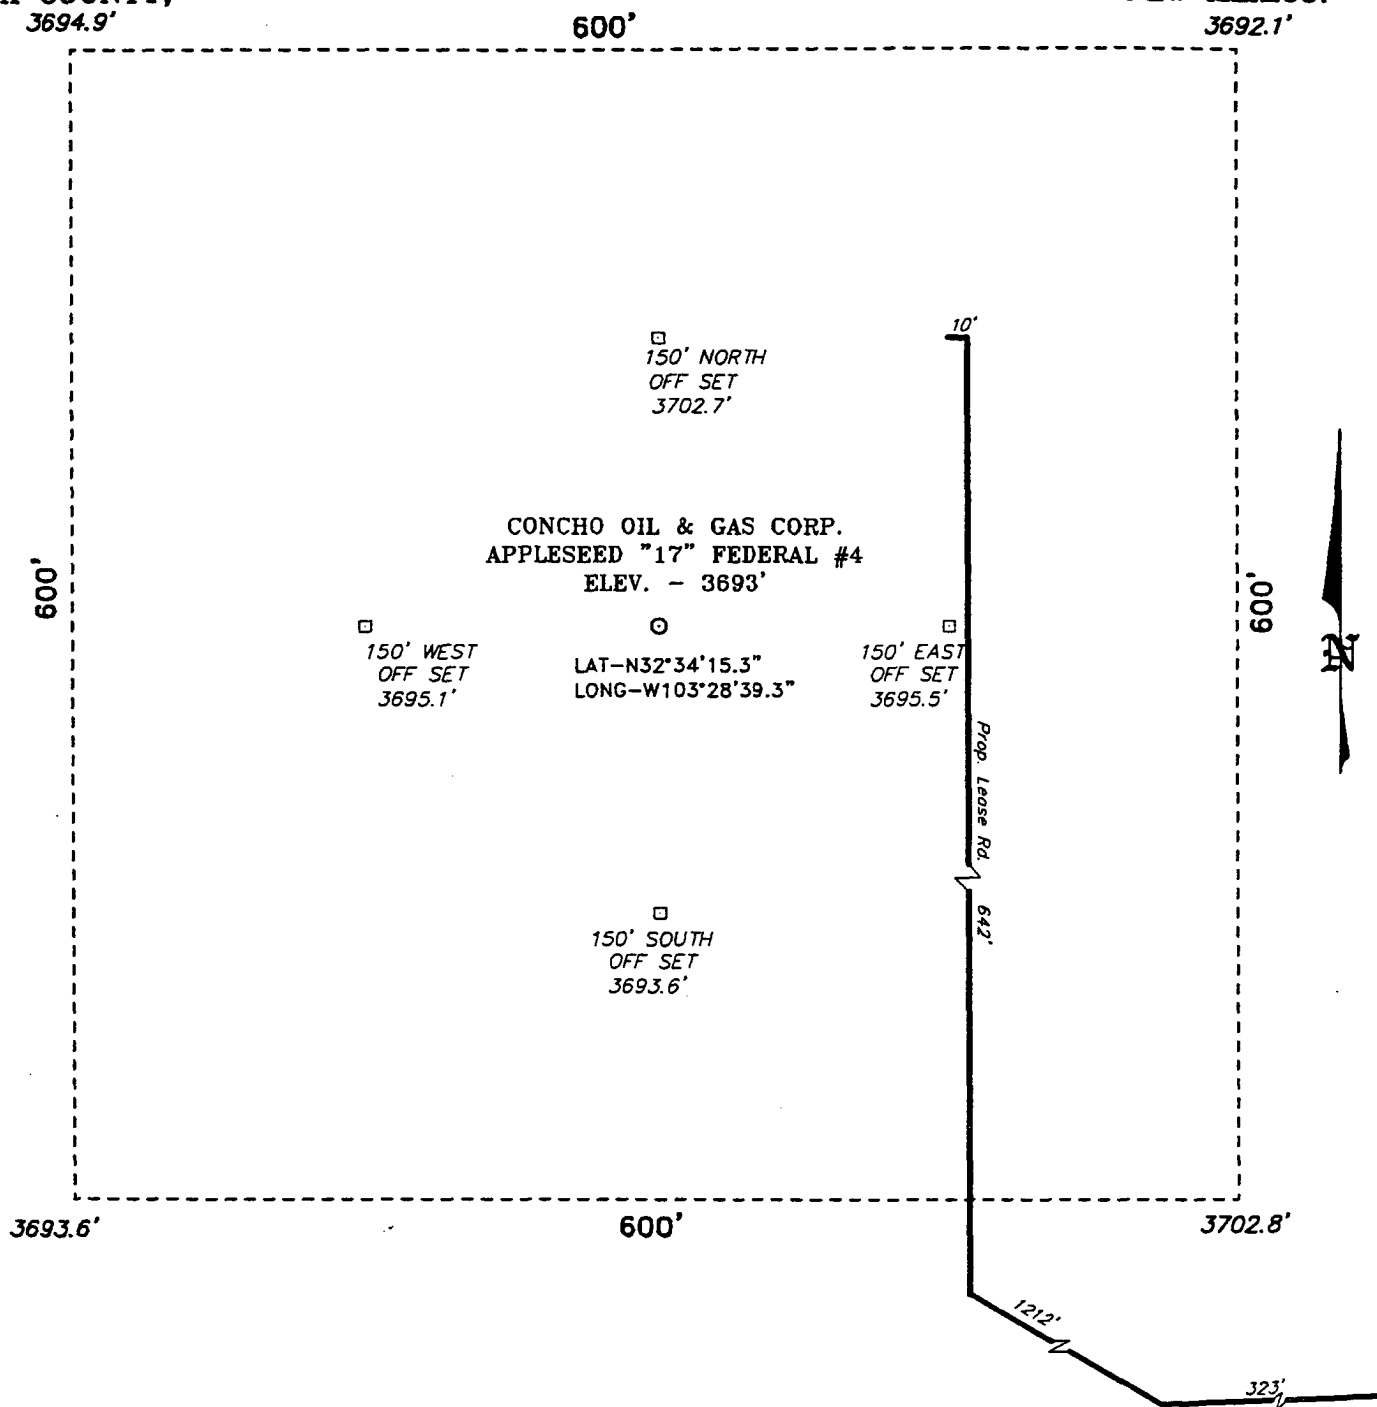 COUNTY,
3694.9'
600'
3692.1'
10'
150' NORTH
OFF SET
3702.7'
CONCHO OIL & GAS CORP.
APPLESEED "17" FEDERAL #4
ELEV. - 3693'
600'
600'
150' WEST
OFF SET
3695.1'
LAT-N32°34'15.3"
LONG-W103°28'39.3"
150' EAST
OFF SET
3695.5'
N
Prop. Lease Rd.
642'
150' SOUTH
OFF SET
3693.6'
3693.6'
600'
3702.8'
1212'
323'